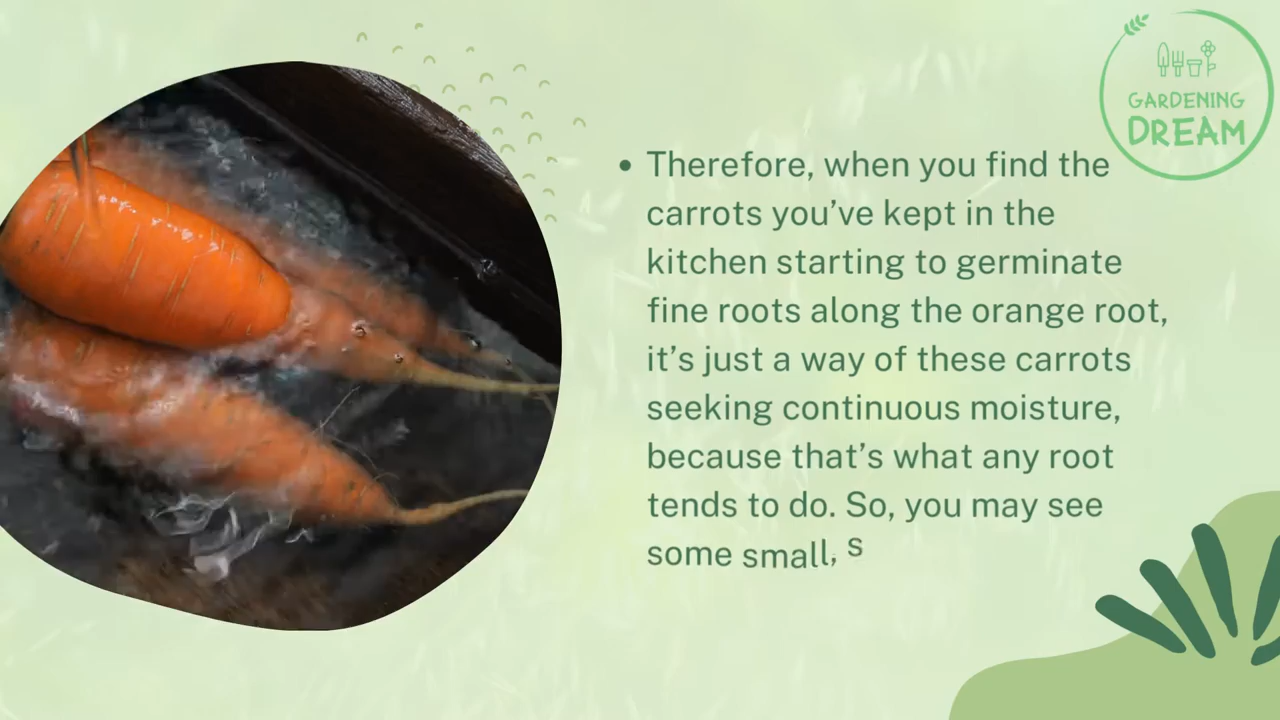 GARDENING
DREAM
• Therefore, when you find the
carrots you’ve kept in the
kitchen starting to germinate
fine roots along the orange root,
it’s just a way of these carrots
seeking continuous moisture,
because that’s what any root
tends to do. So, you may see
some small, s